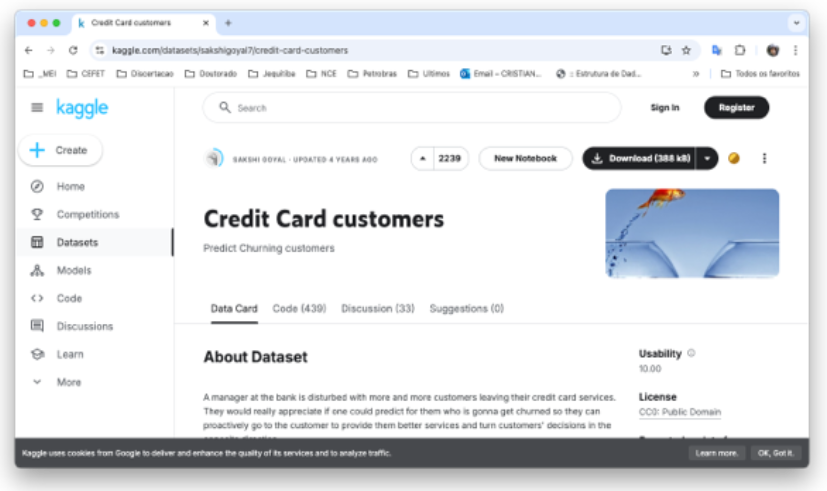 Credit Card customers
kaggle.com/datasets/sakshigoyal7/credit-card-customers
_MEI CEFET Discertacao Doutorado Jequitiba NCE Petrobras Ultimos Email – CRISTIAN... :: Estrutura de Dad... » Todos os favoritos
kaggle
Search
Sign In
Register
Create
SAKSHI GOYAL · UPDATED 4 YEARS AGO
2239
New Notebook
Download (388 kB)
Home
Competitions
Datasets
Models
Code
Discussions
Learn
More
Credit Card customers
Predict Churning customers
Data Card Code (439) Discussion (33) Suggestions (0)
About Dataset
A manager at the bank is disturbed with more and more customers leaving their credit card services.
They would really appreciate if one could predict for them who is gonna get churned so they can
proactively go to the customer to provide them better services and turn customers' decisions in the
Usability
10.00
License
CC0: Public Domain
Kaggle uses cookies from Google to deliver and enhance the quality of its services and to analyze traffic.
Learn more.
OK, Got it.